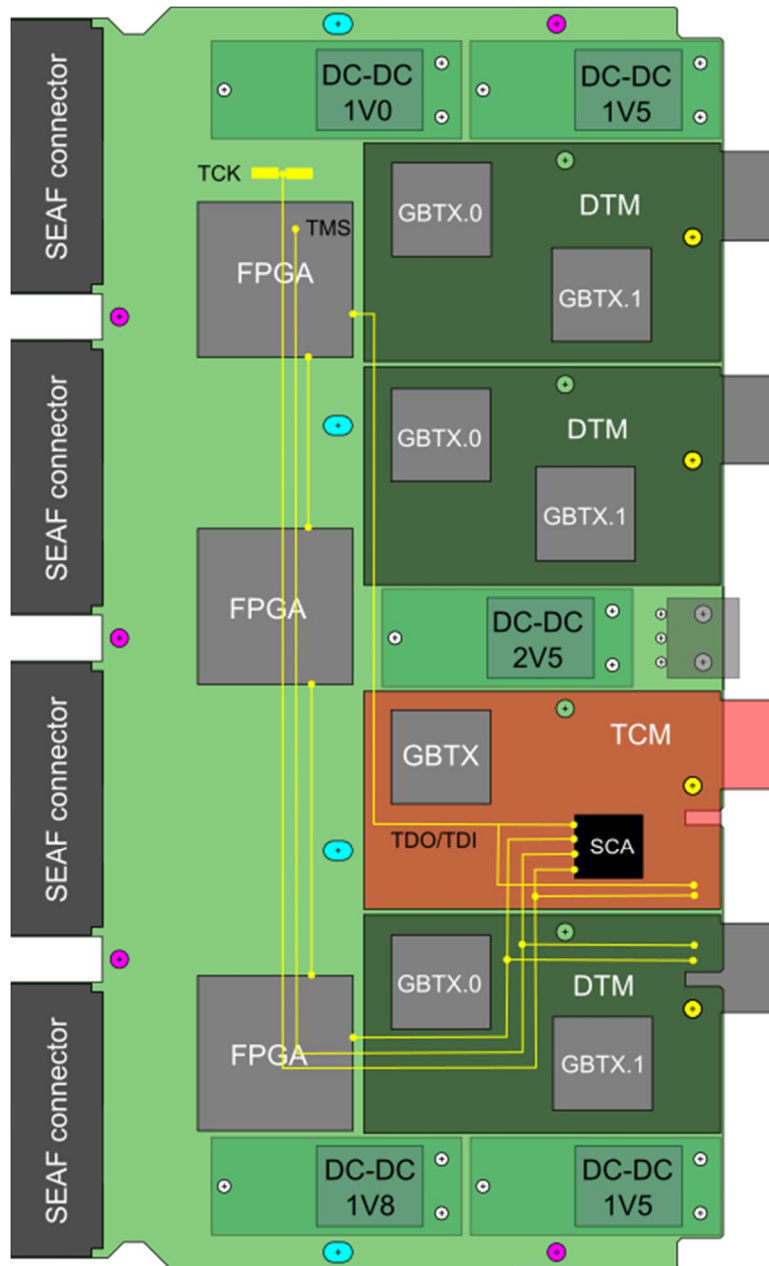 SEAF connector
DC-DC
1V0
DC-DC
1V5
TCK
TMS
FPGA
GBTX.0
DTM
GBTX.1
SEAF connector
GBTX.0
DTM
GBTX.1
FPGA
DC-DC
2V5
SEAF connector
GBTX
TCM
TDO/TDI
SCA
GBTX.0
DTM
FPGA
GBTX.1
SEAF connector
DC-DC
1V8
DC-DC
1V5